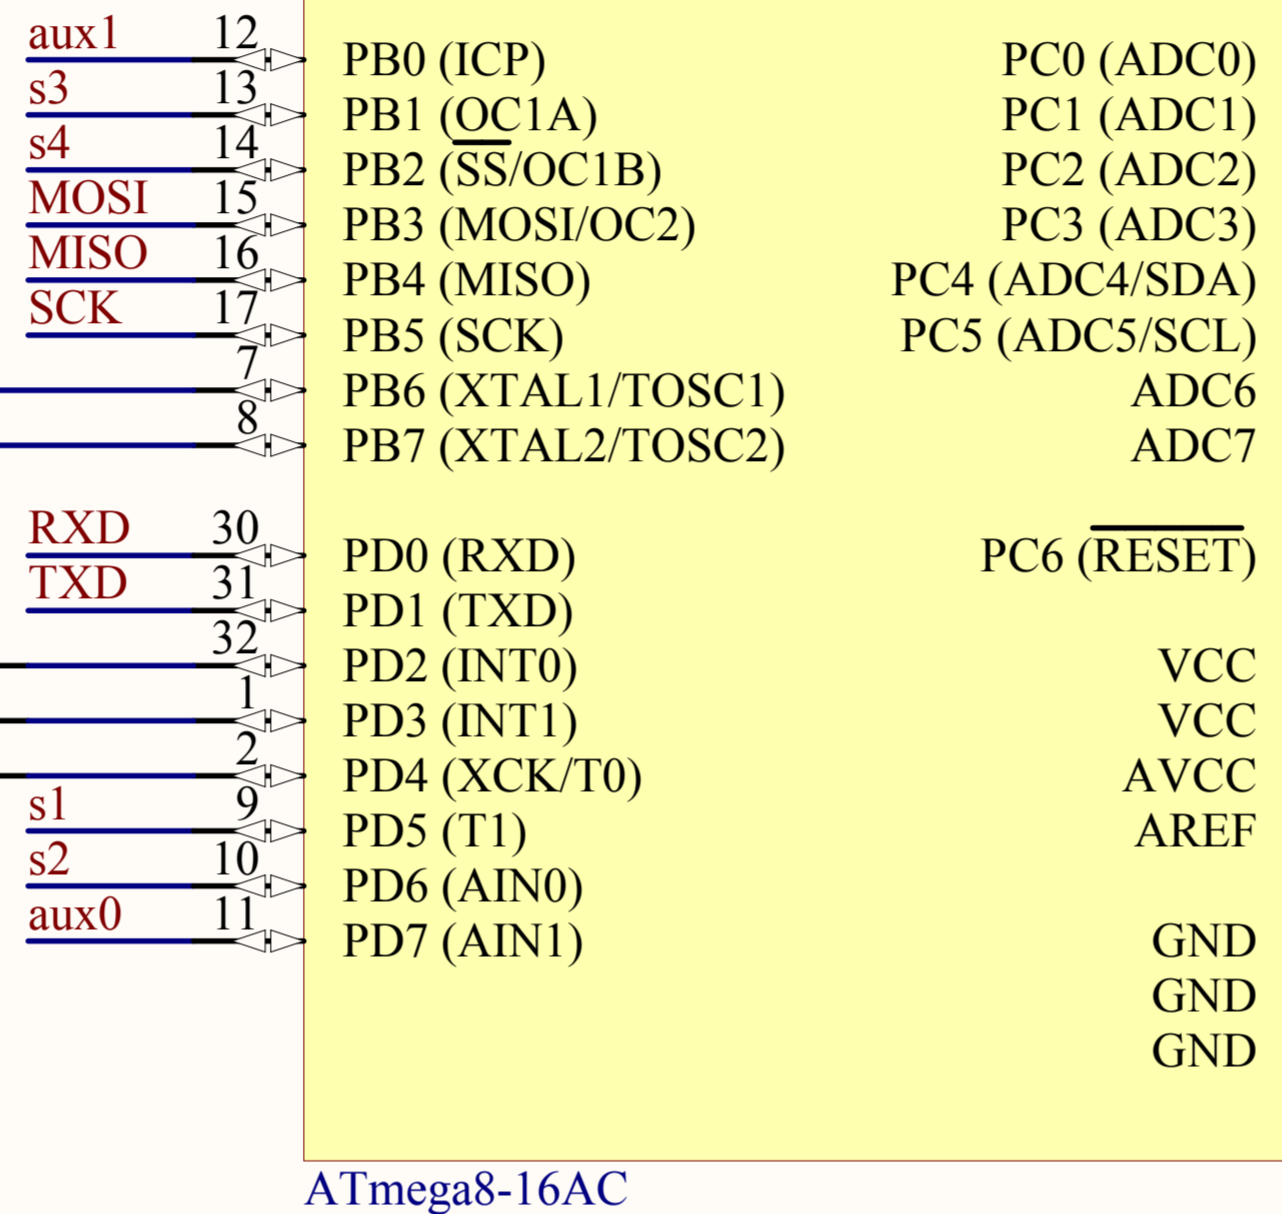 aux1 12 PB0 (ICP) PC0 (ADC0)
s3 13 PB1 (OC1A) PC1 (ADC1)
s4 14 PB2 (SS/OC1B) PC2 (ADC2)
MOSI 15 PB3 (MOSI/OC2) PC3 (ADC3)
MISO 16 PB4 (MISO) PC4 (ADC4/SDA)
SCK 17 PB5 (SCK) PC5 (ADC5/SCL)
7 PB6 (XTAL1/TOSC1) ADC6
8 PB7 (XTAL2/TOSC2) ADC7
RXD 30 PD0 (RXD) PC6 (RESET)
TXD 31 PD1 (TXD)
32 PD2 (INT0) VCC
1 PD3 (INT1) VCC
2 PD4 (XCK/T0) AVCC
s1 9 PD5 (T1) AREF
s2 10 PD6 (AIN0)
aux0 11 PD7 (AIN1) GND
GND
GND
ATmega8-16AC